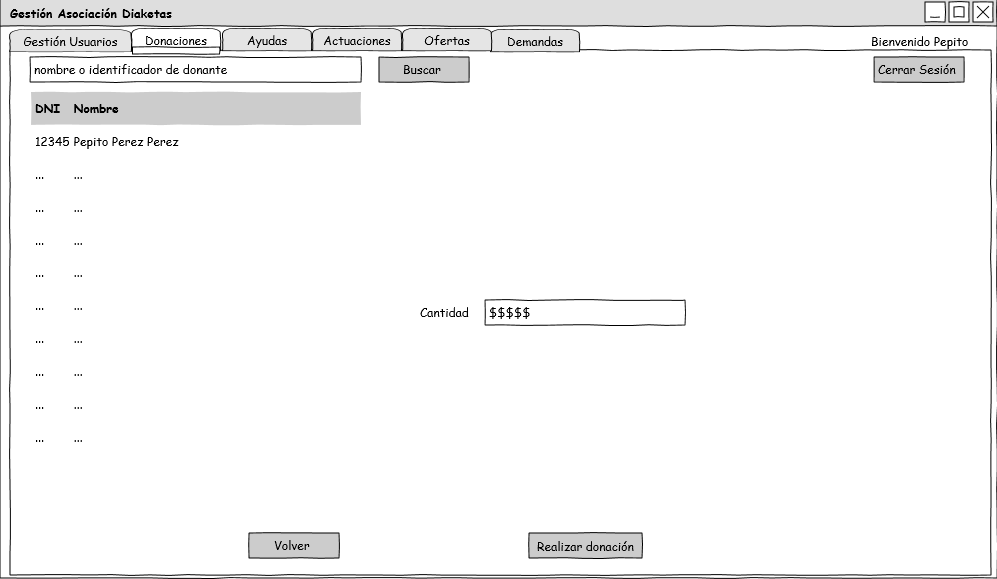 Gestión Asociación Diaketas
Gestión Usuarios Donaciones Ayudas Actuaciones Ofertas Demandas Bienvenido Pepito
nombre o identificador de donante Buscar Cerrar Sesión
DNI Nombre
12345 Pepito Perez Perez
... ...
... ...
... ...
... ...
... ...
Cantidad $$$$$
... ...
... ...
... ...
... ...
Volver Realizar donación